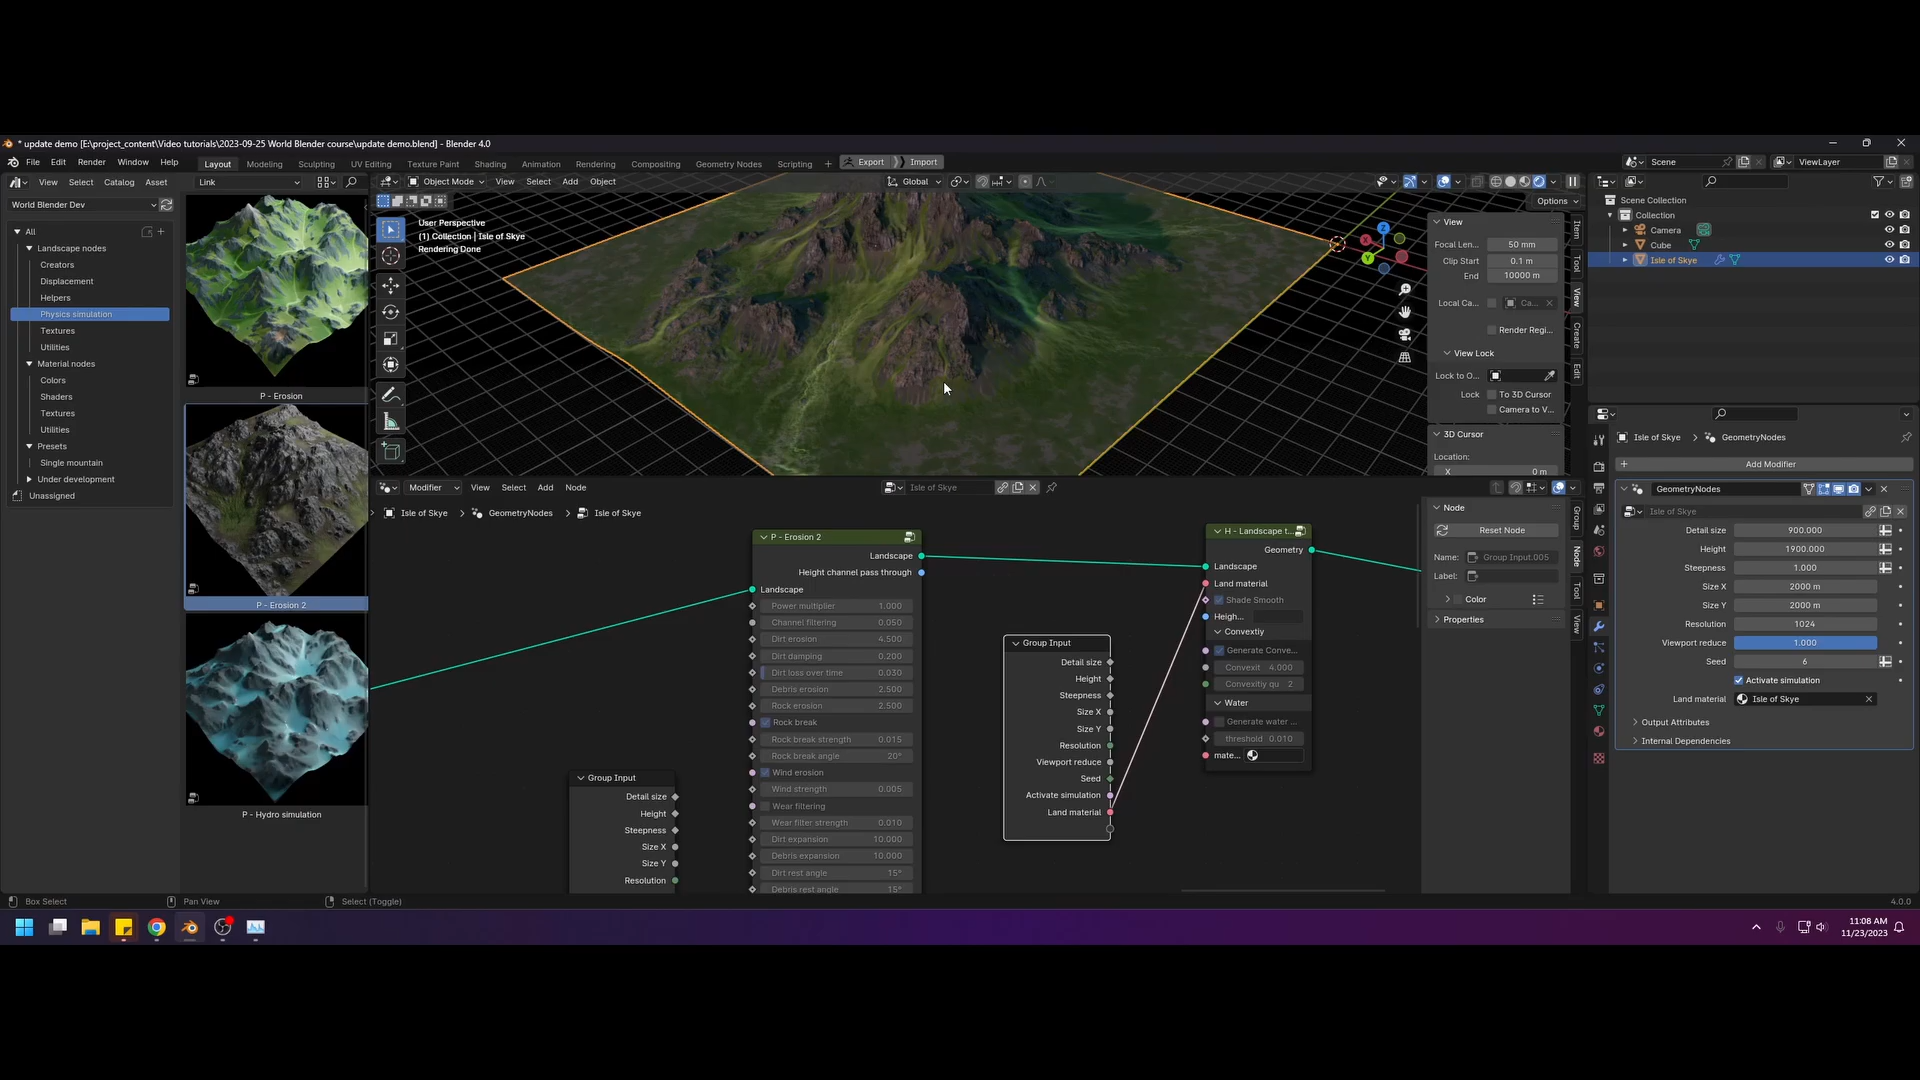 * update demo [E:\project_content\Video tutorials\2023-09-25 World Blender course\update demo.blend] - Blender 4.0
File Edit Render Window Help
Layout Modeling Sculpting UV Editing Texture Paint Shading Animation Rendering Compositing Geometry Nodes Scripting + Export Import
Scene ViewLayer
View Select Catalog Asset Link
World Blender Dev
All
Landscape nodes
Creators
Displacement
Helpers
Physics simulation
Textures
Utilities
Material nodes
Colors
Shaders
Textures
Utilities
Presets
Single mountain
Under development
Unassigned
P - Erosion
P - Erosion 2
P - Hydro simulation
Object Mode View Select Add Object Global
Options
User Perspective
(1) Collection | Isle of Skye
Rendering Done
X
Y
Z
View
Focal Len... 50 mm
Clip Start 0.1 m
End 10000 m
Local Ca... Ca...
Render Regi...
View Lock
Lock to O...
Lock To 3D Cursor
Camera to V...
3D Cursor
Location:
X 0 m
Item
Tool
View
Create
Edit
Modifier View Select Add Node Isle of Skye
Isle of Skye > GeometryNodes > Isle of Skye
P - Erosion 2
Landscape
Height channel pass through
Landscape
Power multiplier 1.000
Channel filtering 0.050
Dirt erosion 4.500
Dirt damping 0.200
Dirt loss over time 0.030
Debris erosion 2.500
Rock erosion 2.500
Rock break
Rock break strength 0.015
Rock break angle 20°
Wind erosion
Wind strength 0.005
Wear filtering
Wear filter strength 0.010
Dirt expansion 10.000
Debris expansion 10.000
Dirt rest angle 15°
Debris rest angle 15°
Group Input
Detail size
Height
Steepness
Size X
Size Y
Resolution
Group Input
Detail size
Height
Steepness
Size X
Size Y
Resolution
Viewport reduce
Seed
Activate simulation
Land material
H - Landscape t...
Geometry
Landscape
Land material
Shade Smooth
Heigh...
Convextiy
Generate Conve...
Convexit 4.000
Convexitiy qu 2
Water
Generate water ...
threshold 0.010
mate...
Node
Reset Node
Name: Group Input.005
Label:
Color
Properties
Group
Node
Tool
View
Scene Collection
Collection
Camera
Cube
Isle of Skye
Isle of Skye > GeometryNodes
Add Modifier
GeometryNodes
Isle of Skye
Detail size 900.000
Height 1900.000
Steepness 1.000
Size X 2000 m
Size Y 2000 m
Resolution 1024
Viewport reduce 1.000
Seed 6
Activate simulation
Land material Isle of Skye
Output Attributes
Internal Dependencies
Box Select Pan View Select (Toggle) 4.0.0
11:08 AM
11/23/2023